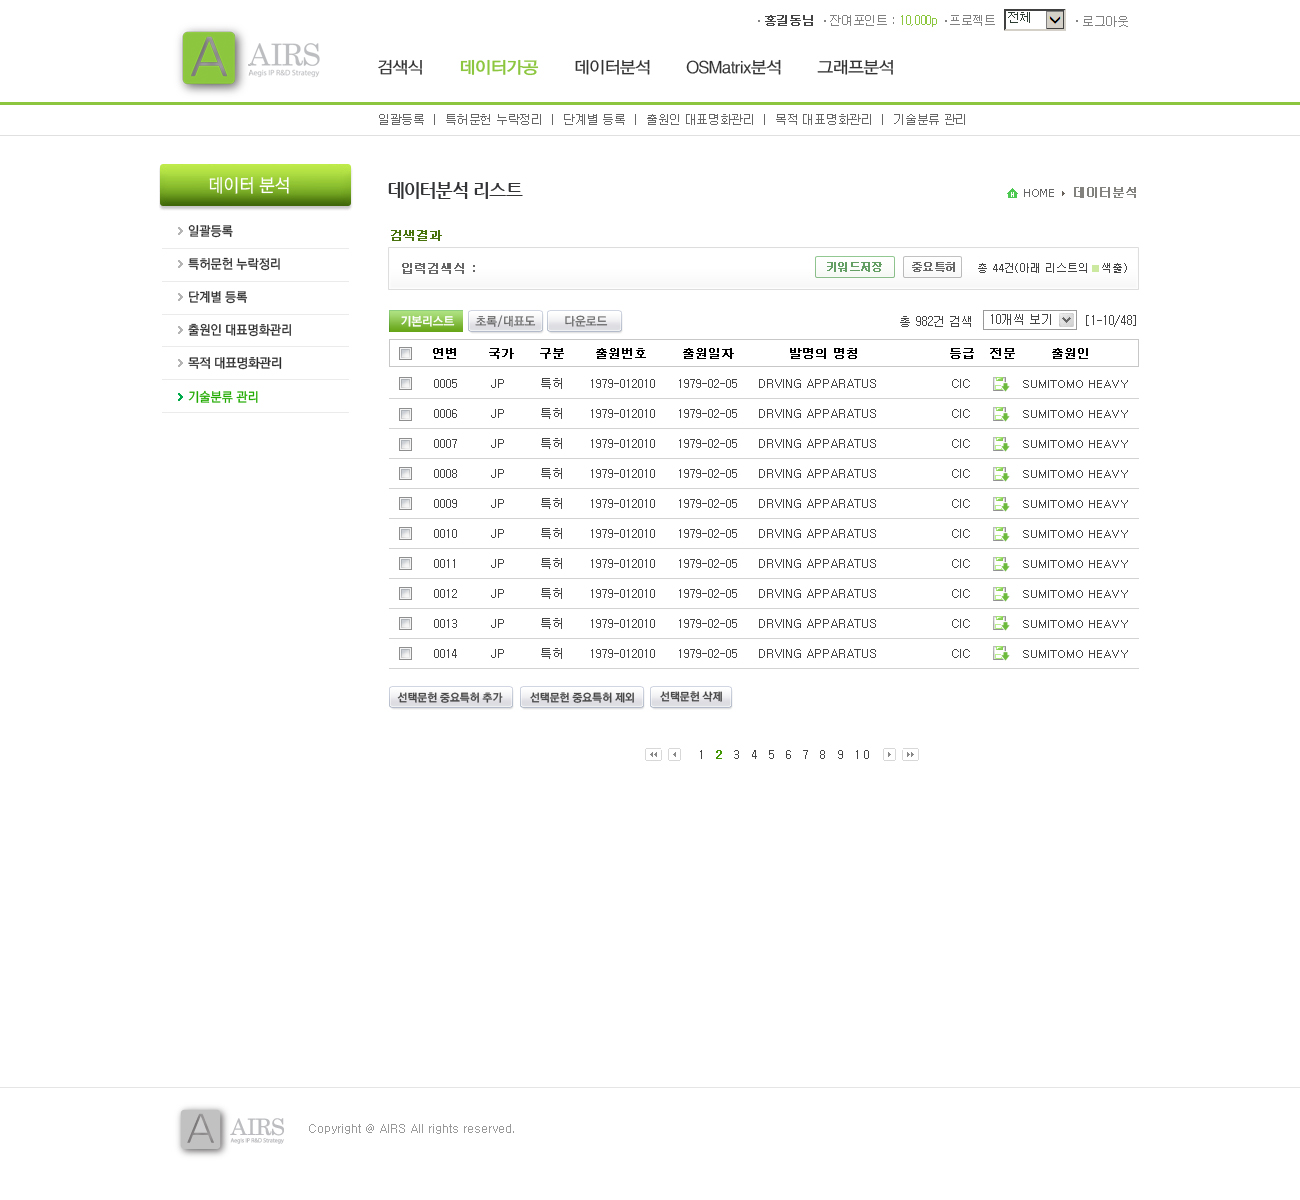 · 홍길동님 · 잔여포인트 : 10,000p · 프로젝트 전체 · 로그아웃
A AIRS
Aegis IP R&D Strategy
검색식 데이터가공 데이터분석 OSMatrix분석 그래프분석
일괄등록 | 특허문헌 누락정리 | 단계별 등록 | 출원인 대표명화관리 | 목적 대표명화관리 | 기술분류 관리
데이터 분석
일괄등록
특허문헌 누락정리
단계별 등록
출원인 대표명화관리
목적 대표명화관리
기술분류 관리
데이터분석 리스트
HOME 데이터분석
검색결과
입력검색식 : 키워드저장 중요특허 총 44건(아래 리스트의 색출)
기본리스트 초록/대표도 다운로드 총 982건 검색 10개씩 보기 [1-10/48]
연변 국가 구분 출원번호 출원일자 발명의 명칭 등급 전문 출원인
0005 JP 특허 1979-012010 1979-02-05 DRVING APPARATUS CIC SUMITOMO HEAVY
0006 JP 특허 1979-012010 1979-02-05 DRVING APPARATUS CIC SUMITOMO HEAVY
0007 JP 특허 1979-012010 1979-02-05 DRVING APPARATUS CIC SUMITOMO HEAVY
0008 JP 특허 1979-012010 1979-02-05 DRVING APPARATUS CIC SUMITOMO HEAVY
0009 JP 특허 1979-012010 1979-02-05 DRVING APPARATUS CIC SUMITOMO HEAVY
0010 JP 특허 1979-012010 1979-02-05 DRVING APPARATUS CIC SUMITOMO HEAVY
0011 JP 특허 1979-012010 1979-02-05 DRVING APPARATUS CIC SUMITOMO HEAVY
0012 JP 특허 1979-012010 1979-02-05 DRVING APPARATUS CIC SUMITOMO HEAVY
0013 JP 특허 1979-012010 1979-02-05 DRVING APPARATUS CIC SUMITOMO HEAVY
0014 JP 특허 1979-012010 1979-02-05 DRVING APPARATUS CIC SUMITOMO HEAVY
선택문헌 중요특허 추가 선택문헌 중요특허 제외 선택문헌 삭제
1 2 3 4 5 6 7 8 9 10
A AIRS
Aegis IP R&D Strategy
Copyright @ AIRS All rights reserved.